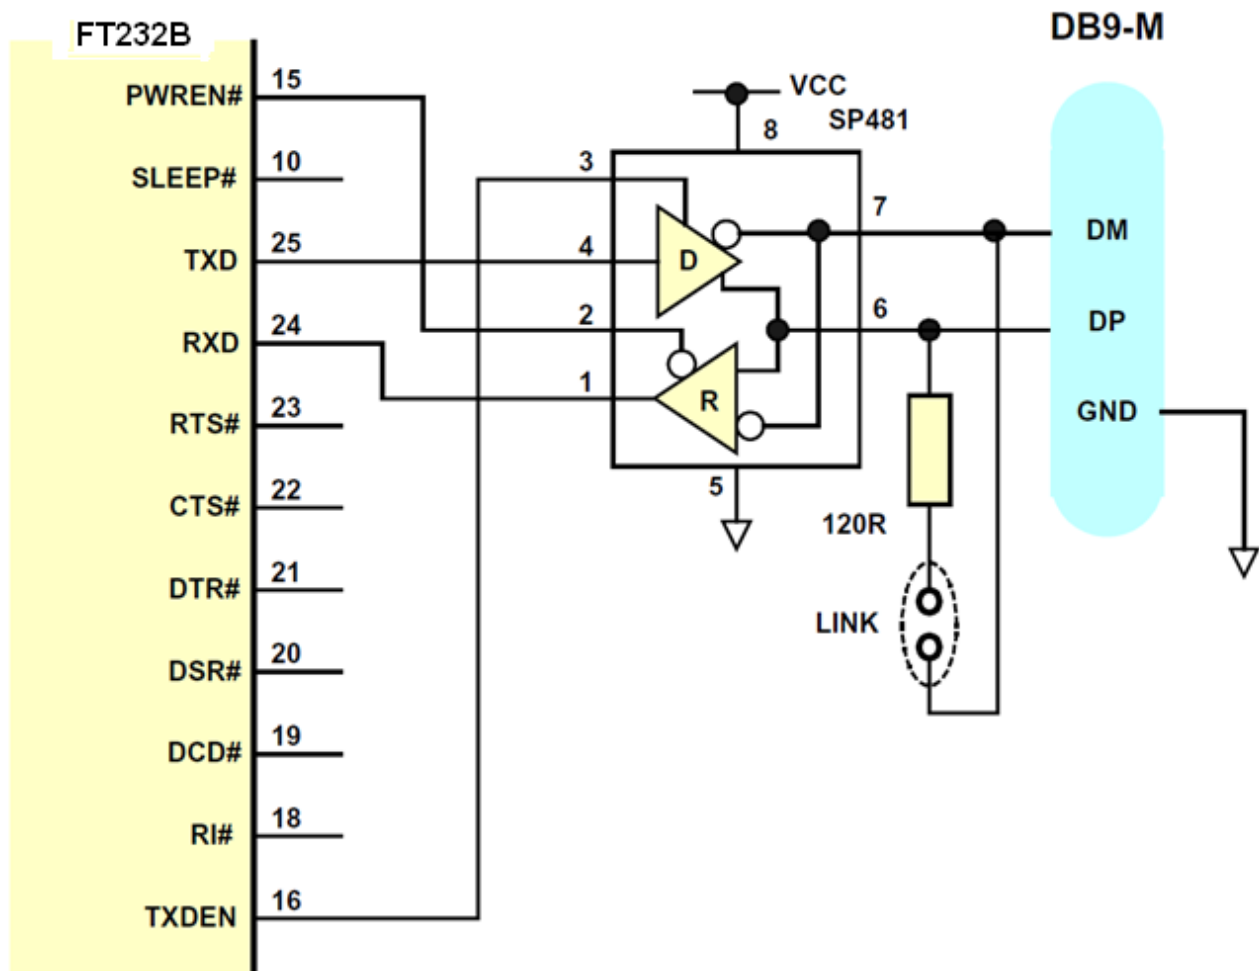 FT232B
DB9-M
PWREN# 15
SLEEP# 10
TXD 25
RXD 24
RTS# 23
CTS# 22
DTR# 21
DSR# 20
DCD# 19
RI# 18
TXDEN 16
VCC
SP481
8
3
4
2
1
D
R
7
6
5
120R
LINK
DM
DP
GND